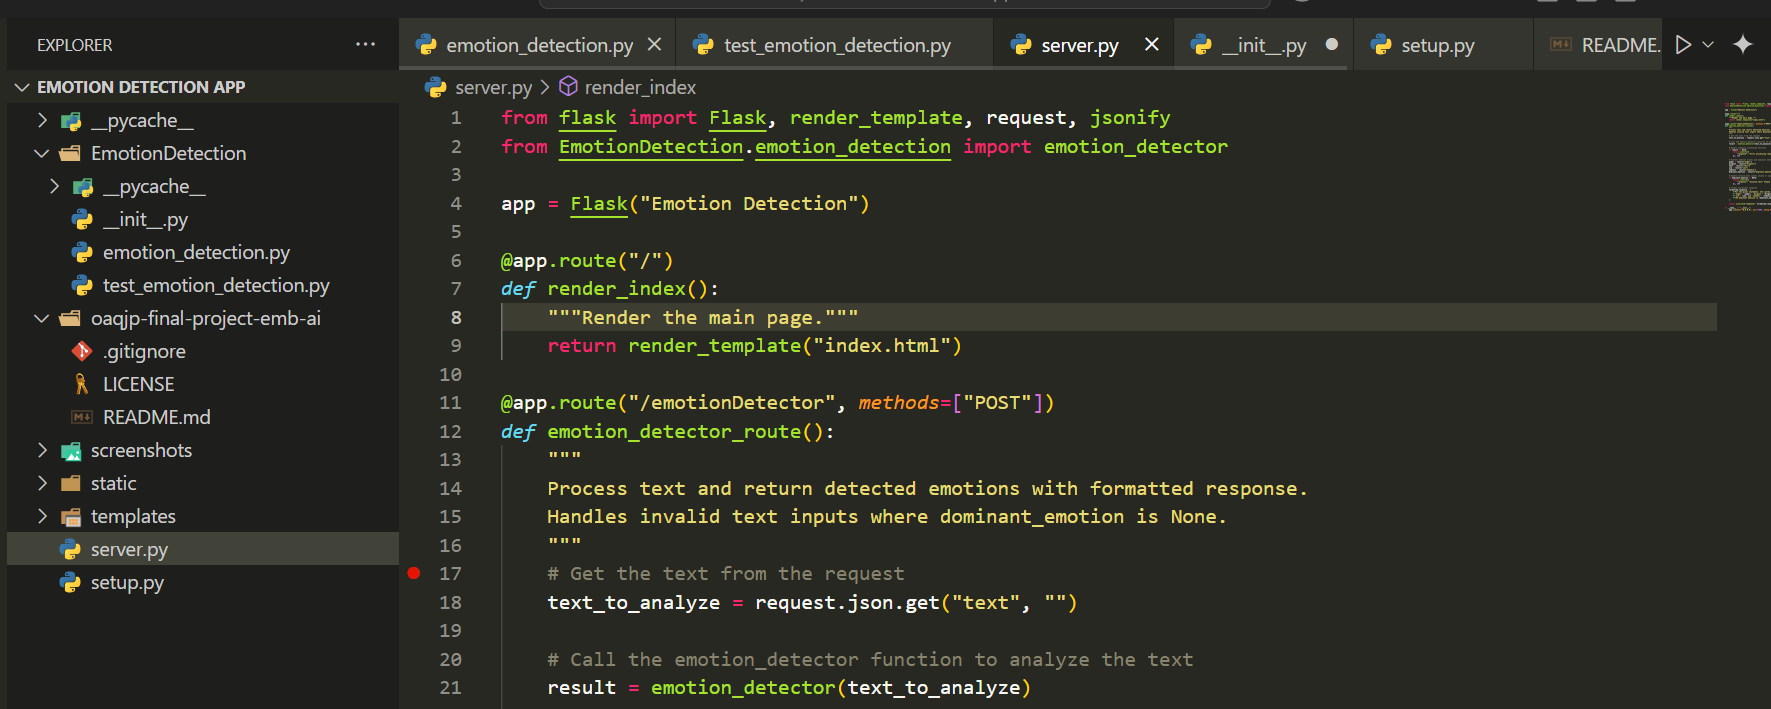 EXPLORER
···
EMOTION DETECTION APP
__pycache__
EmotionDetection
__pycache__
__init__.py
emotion_detection.py
test_emotion_detection.py
oaqjp-final-project-emb-ai
.gitignore
LICENSE
README.md
screenshots
static
templates
server.py
setup.py
emotion_detection.py
test_emotion_detection.py
server.py
__init__.py
setup.py
README.
server.py > render_index
1 from flask import Flask, render_template, request, jsonify
2 from EmotionDetection.emotion_detection import emotion_detector
3
4 app = Flask("Emotion Detection")
5
6 @app.route("/")
7 def render_index():
8     """Render the main page."""
9     return render_template("index.html")
10
11 @app.route("/emotionDetector", methods=["POST"])
12 def emotion_detector_route():
13     """
14     Process text and return detected emotions with formatted response.
15     Handles invalid text inputs where dominant_emotion is None.
16     """
17     # Get the text from the request
18     text_to_analyze = request.json.get("text", "")
19
20     # Call the emotion_detector function to analyze the text
21     result = emotion_detector(text_to_analyze)